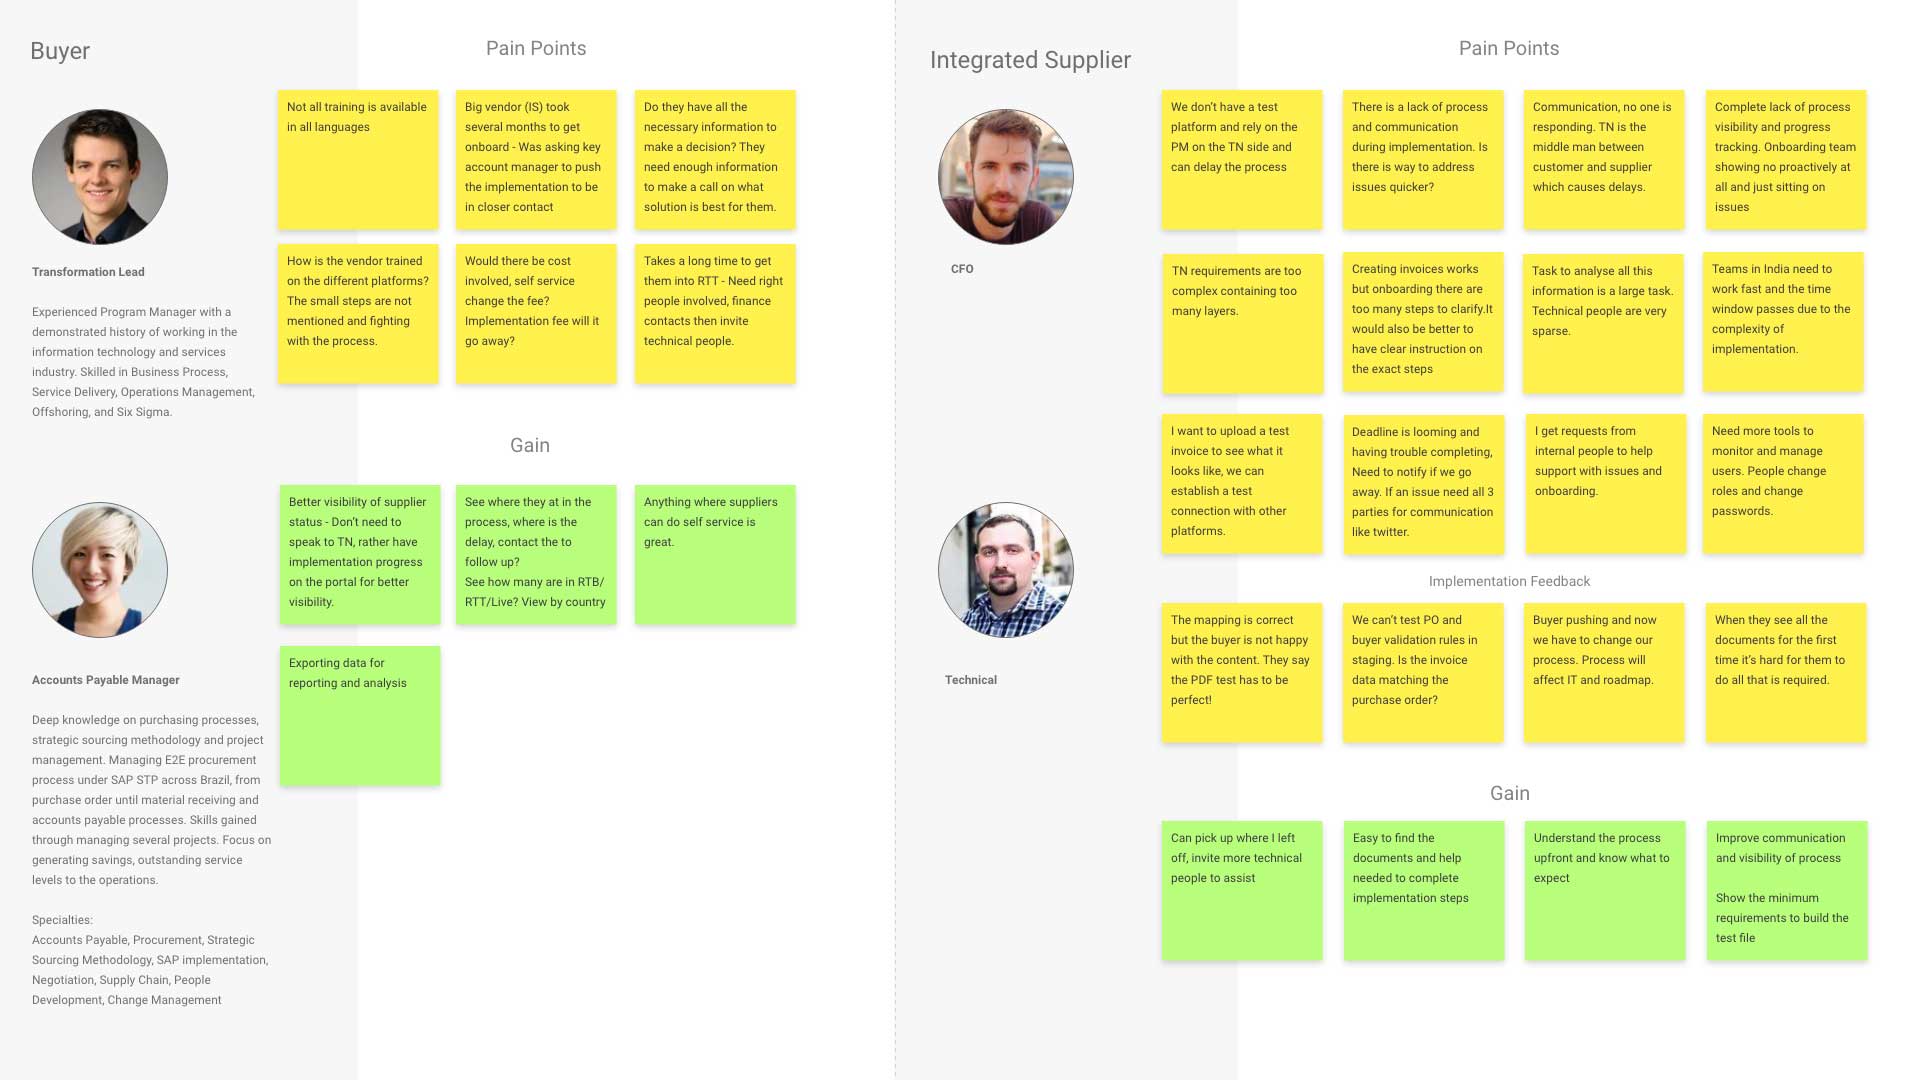 Buyer
Pain Points
Not all training is available
in all languages
Big vendor (IS) took
several months to get
onboard - Was asking key
account manager to push
the implementation to be
in closer contact
Do they have all the
necessary information to
make a decision? They
need enough information
to make a call on what
solution is best for them.
How is the vendor trained
on the different platforms?
The small steps are not
mentioned and fighting
with the process.
Would there be cost
involved, self service
change the fee?
Implementation fee will it
go away?
Takes a long time to get
them into RTT - Need right
people involved, finance
contacts then invite
technical people.
Transformation Lead
Experienced Program Manager with a
demonstrated history of working in the
information technology and services
industry. Skilled in Business Process,
Service Delivery, Operations Management,
Offshoring, and Six Sigma.
Gain
Better visibility of supplier
status - Don’t need to
speak to TN, rather have
implementation progress
on the portal for better
visibility.
See where they at in the
process, where is the
delay, contact the to
follow up?
See how many are in RTB/
RTT/Live? View by country
Anything where suppliers
can do self service is
great.
Exporting data for
reporting and analysis
Accounts Payable Manager
Deep knowledge on purchasing processes,
strategic sourcing methodology and project
management. Managing E2E procurement
process under SAP STP across Brazil, from
purchase order until material receiving and
accounts payable processes. Skills gained
through managing several projects. Focus on
generating savings, outstanding service
levels to the operations.
Specialties:
Accounts Payable, Procurement, Strategic
Sourcing Methodology, SAP implementation,
Negotiation, Supply Chain, People
Development, Change Management
Integrated Supplier
Pain Points
We don’t have a test
platform and rely on the
PM on the TN side and
can delay the process
There is a lack of process
and communication
during implementation. Is
there is way to address
issues quicker?
Communication, no one is
responding. TN is the
middle man between
customer and supplier
which causes delays.
Complete lack of process
visibility and progress
tracking. Onboarding team
showing no proactively at
all and just sitting on
issues
CFO
TN requirements are too
complex containing too
many layers.
Creating invoices works
but onboarding there are
too many steps to clarify.It
would also be better to
have clear instruction on
the exact steps
Task to analyse all this
information is a large task.
Technical people are very
sparse.
Teams in India need to
work fast and the time
window passes due to the
complexity of
implementation.
I want to upload a test
invoice to see what it
looks like, we can
establish a test
connection with other
platforms.
Deadline is looming and
having trouble completing,
Need to notify if we go
away. If an issue need all 3
parties for communication
like twitter.
I get requests from
internal people to help
support with issues and
onboarding.
Need more tools to
monitor and manage
users. People change
roles and change
passwords.
Technical
Implementation Feedback
The mapping is correct
but the buyer is not happy
with the content. They say
the PDF test has to be
perfect!
We can’t test PO and
buyer validation rules in
staging. Is the invoice
data matching the
purchase order?
Buyer pushing and now
we have to change our
process. Process will
affect IT and roadmap.
When they see all the
documents for the first
time it’s hard for them to
do all that is required.
Gain
Can pick up where I left
off, invite more technical
people to assist
Easy to find the
documents and help
needed to complete
implementation steps
Understand the process
upfront and know what to
expect
Improve communication
and visibility of process
Show the minimum
requirements to build the
test file